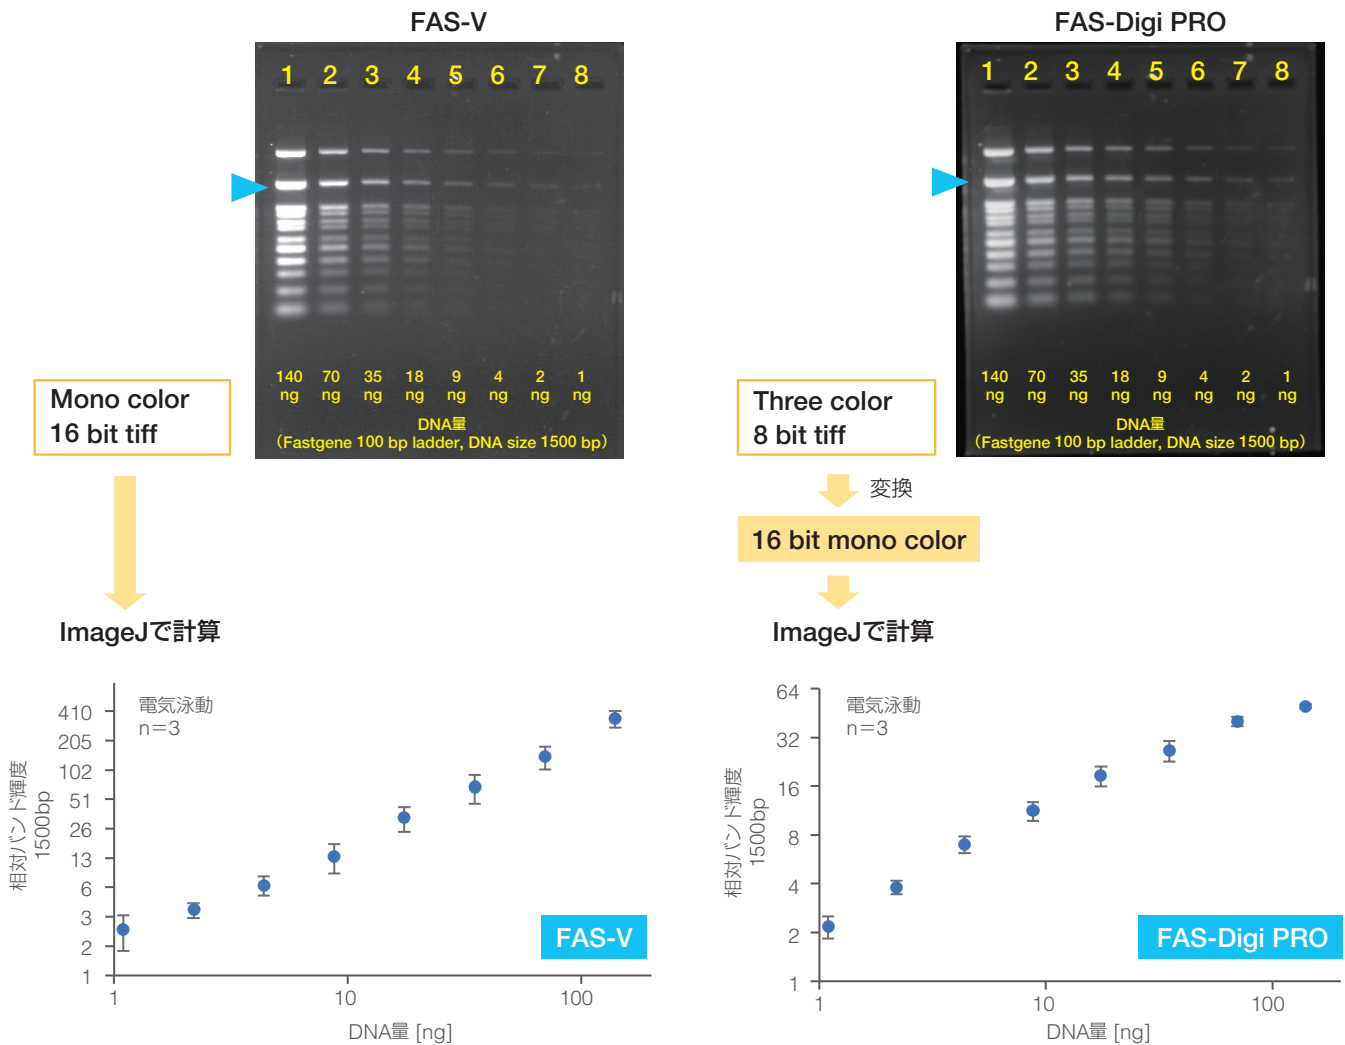 FAS-V
1 2 3 4 5 6 7 8
140 70 35 18 9 4 2 1
ng ng ng ng ng ng ng ng
DNA量
（Fastgene 100 bp ladder, DNA size 1500 bp）
Mono color
16 bit tiff
ImageJで計算
電気泳動
n＝3
相対バンド輝度
1500bp
410
205
102
51
26
13
6
3
2
1
1 10 100
DNA量 [ng]
FAS-V
FAS-Digi PRO
1 2 3 4 5 6 7 8
140 70 35 18 9 4 2 1
ng ng ng ng ng ng ng ng
DNA量
（Fastgene 100 bp ladder, DNA size 1500 bp）
Three color
8 bit tiff
変換
16 bit mono color
ImageJで計算
電気泳動
n＝3
相対バンド輝度
1500bp
64
32
16
8
4
2
1
1 10 100
DNA量 [ng]
FAS-Digi PRO